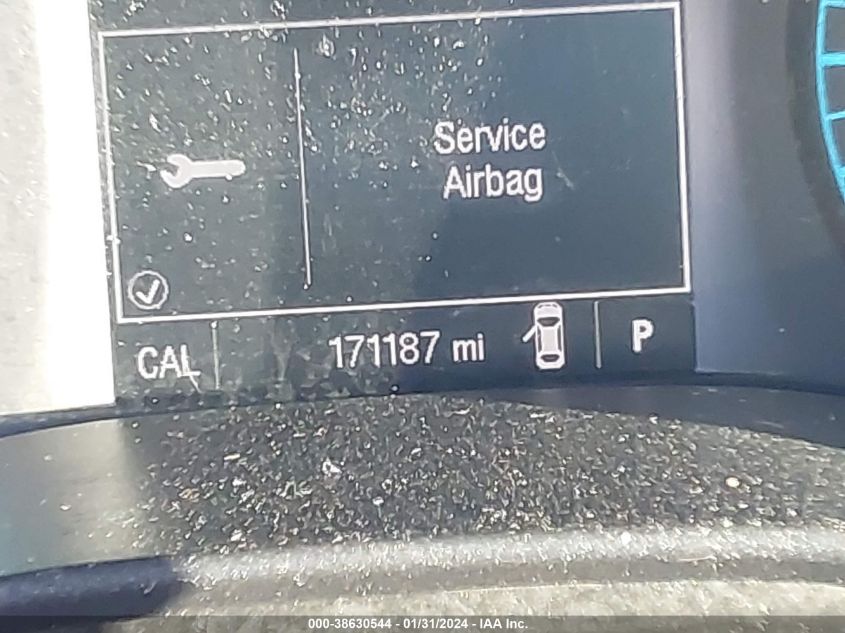 Service
Airbag
CAL 171187 mi P
000-38630544 - 01/31/2024 - IAA Inc.